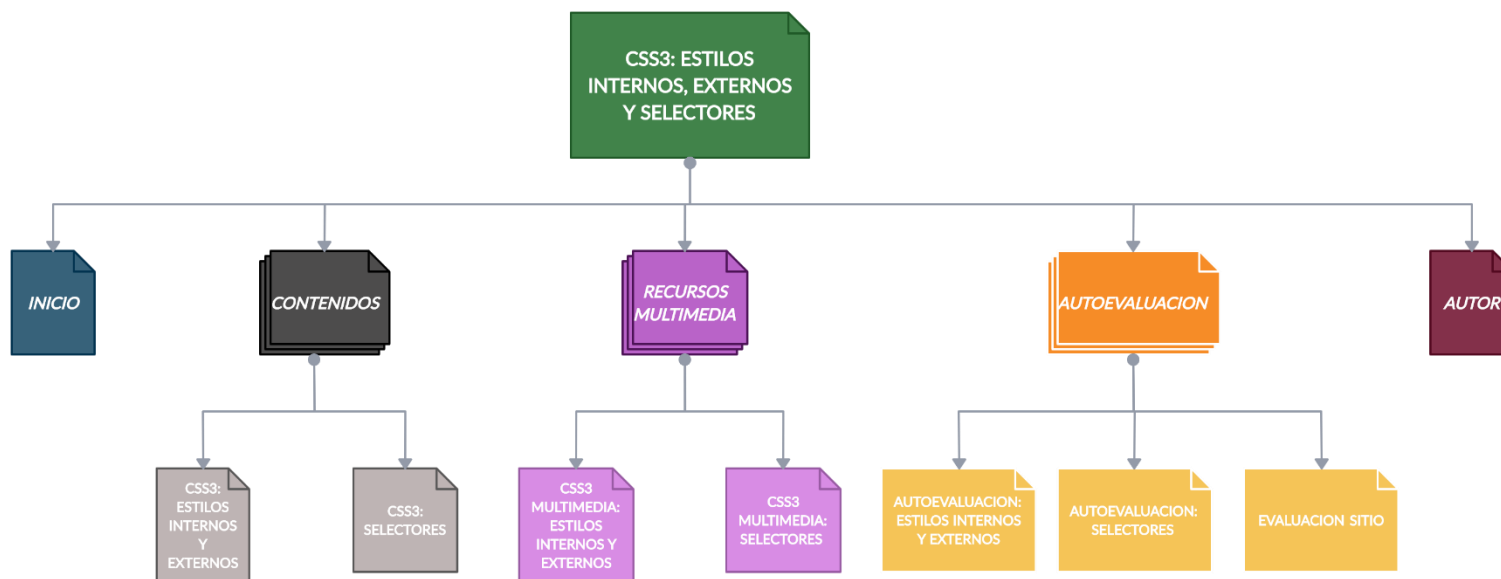 CSS3: ESTILOS
INTERNOS, EXTERNOS
Y SELECTORES
INICIO
CONTENIDOS
RECURSOS
MULTIMEDIA
AUTOEVALUACION
AUTOR
CSS3:
ESTILOS
INTERNOS
Y
EXTERNOS
CSS3:
SELECTORES
CSS3
MULTIMEDIA:
ESTILOS
INTERNOS Y
EXTERNOS
CSS3
MULTIMEDIA:
SELECTORES
AUTOEVALUACION:
ESTILOS INTERNOS
Y EXTERNOS
AUTOEVALUACION:
SELECTORES
EVALUACION SITIO